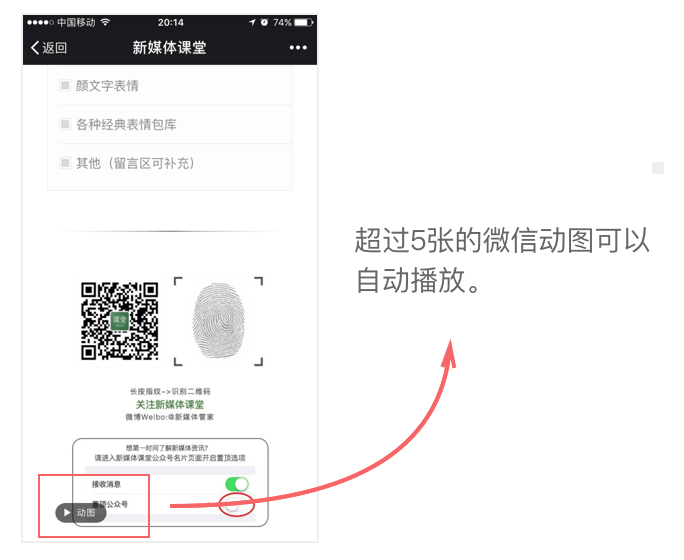 中国移动
20:14
74%
返回
新媒体课堂
颜文字表情
各种经典表情包库
其他（留言区可补充）
超过5张的微信动图可以
自动播放。
课堂
长按指纹->识别二维码
关注新媒体课堂
微博Weibo:@新媒体管家
想第一时间了解新媒体资讯?
请进入新媒体课堂公众号名片页面开启置顶选项
接收消息
置顶公众号
动图